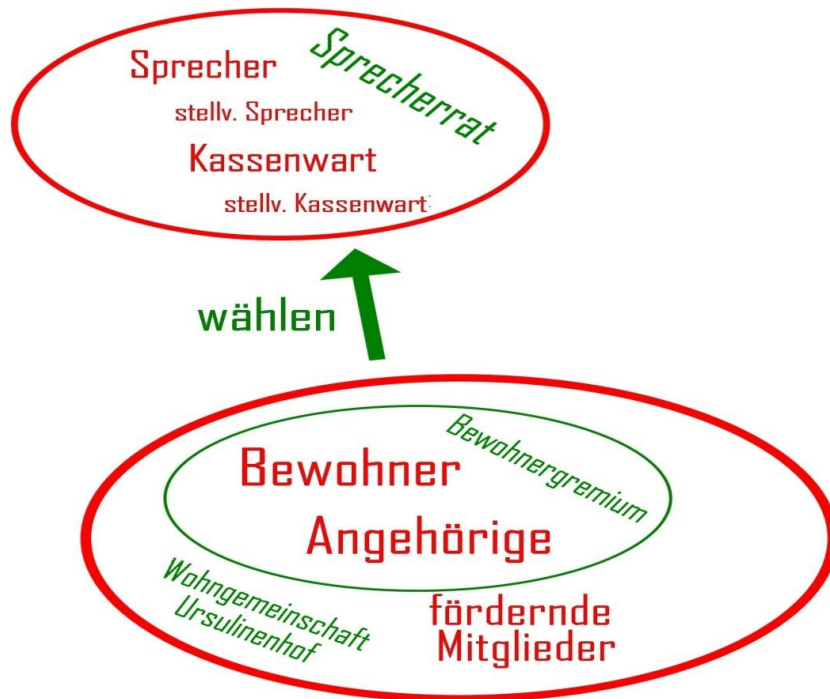 Sprecher
Sprecherrat
stellv. Sprecher
Kassenwart
stellv. Kassenwart
wählen
Bewohner
Bewohnergremium
Angehörige
Wohngemeinschaft
Ursulinenhof
fördernde
Mitglieder